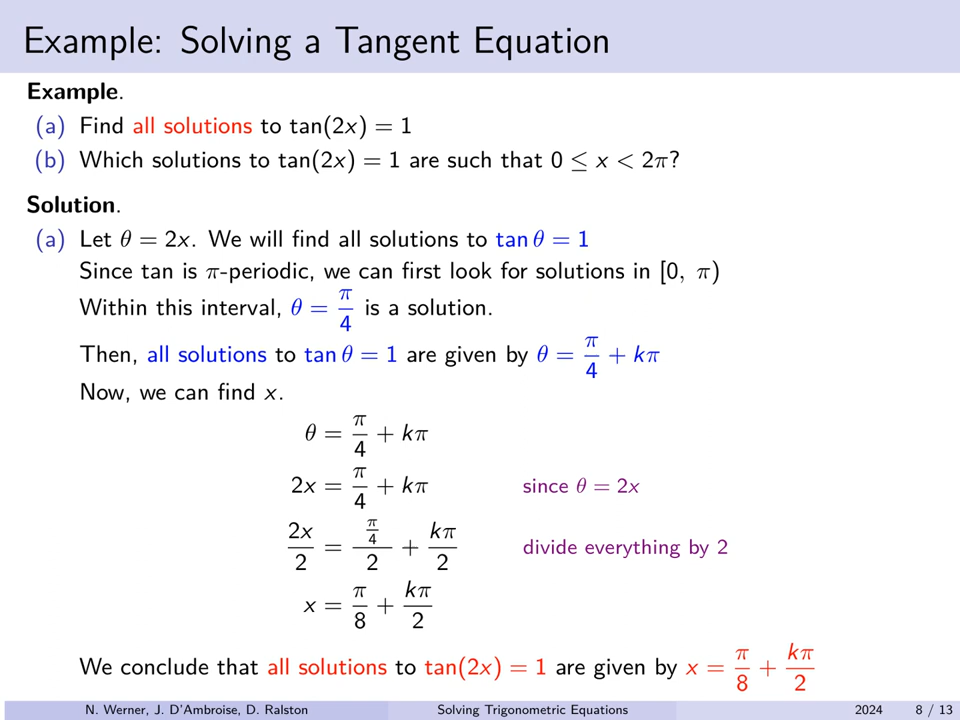 Example: Solving a Tangent Equation
Example.
(a) Find all solutions to tan(2x) = 1
(b) Which solutions to tan(2x) = 1 are such that 0 ≤ x < 2π?
Solution.
(a) Let θ = 2x. We will find all solutions to tan θ = 1
Since tan is π-periodic, we can first look for solutions in [0, π)
Within this interval, θ = π/4 is a solution.
Then, all solutions to tan θ = 1 are given by θ = π/4 + kπ
Now, we can find x.
θ = π/4 + kπ
2x = π/4 + kπ since θ = 2x
2x/2 = (π/4)/2 + kπ/2 divide everything by 2
x = π/8 + kπ/2
We conclude that all solutions to tan(2x) = 1 are given by x = π/8 + kπ/2
N. Werner, J. D'Ambroise, D. Ralston Solving Trigonometric Equations 2024 8 / 13